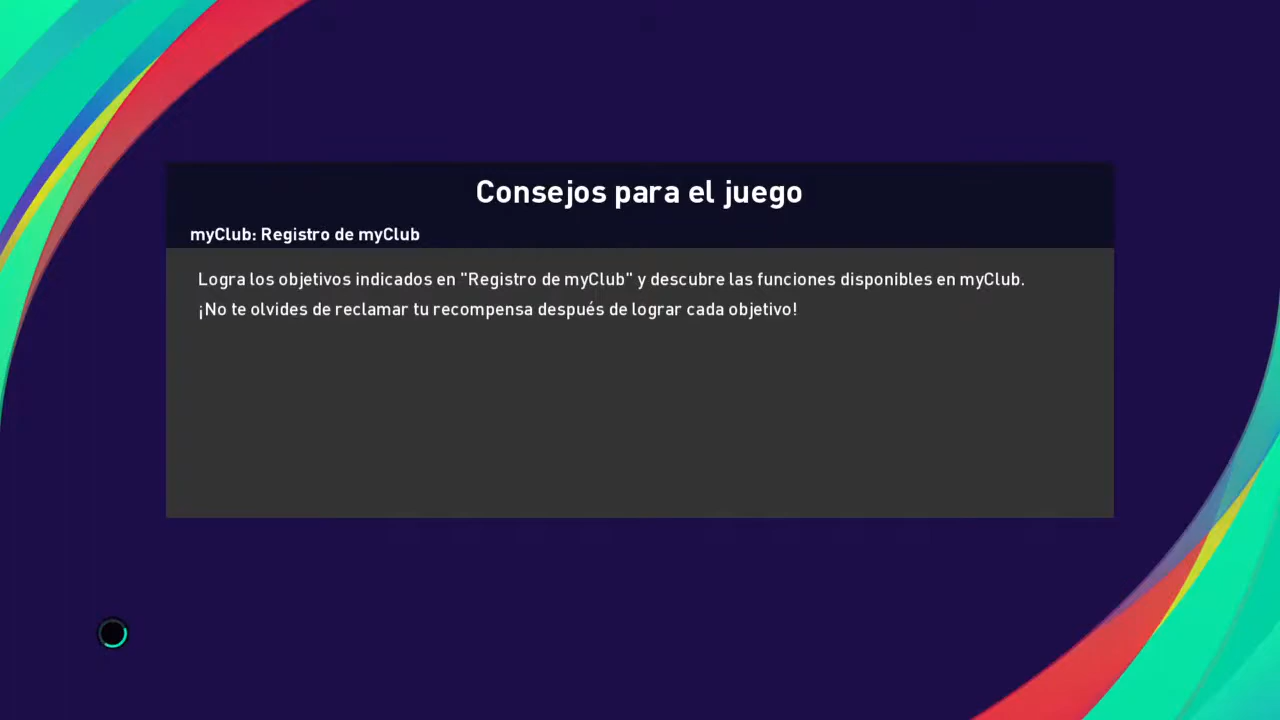 Consejos para el juego
myClub: Registro de myClub
Logra los objetivos indicados en "Registro de myClub" y descubre las funciones disponibles en myClub.
¡No te olvides de reclamar tu recompensa después de lograr cada objetivo!